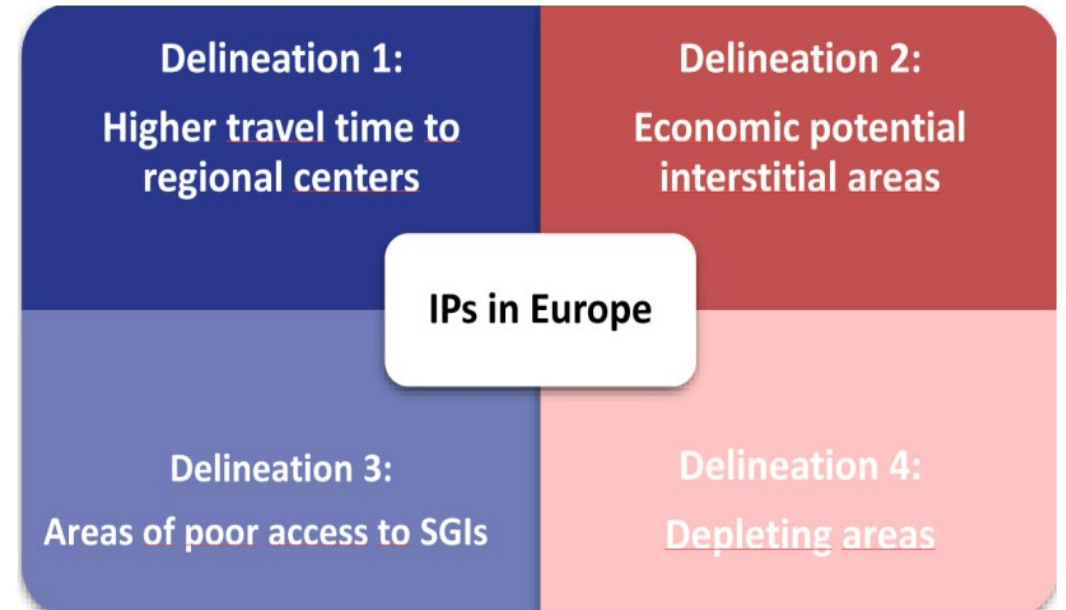 Delineation 1:
Higher travel time to
regional centers
Delineation 2:
Economic potential
interstitial areas
IPs in Europe
Delineation 3:
Areas of poor access to SGIs
Delineation 4:
Depleting areas